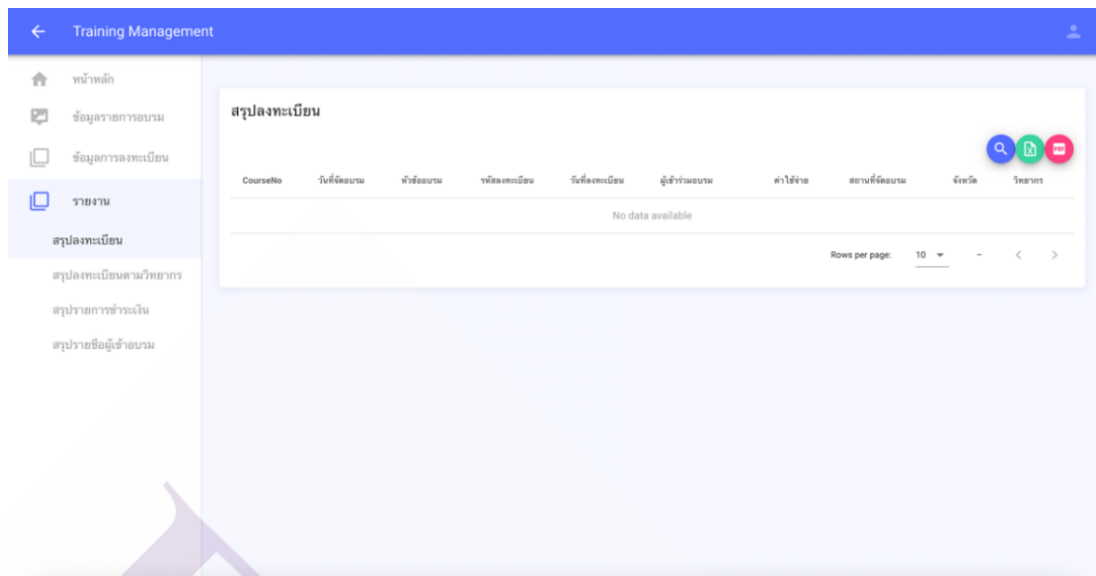 Training Management
หน้าหลัก
ข้อมูลรายการอบรม
ข้อมูลการลงทะเบียน
รายงาน
สรุปลงทะเบียน
สรุปลงทะเบียนตามวิทยากร
สรุปรายการชำระเงิน
สรุปรายชื่อผู้เข้าอบรม
สรุปลงทะเบียน
CourseNo วันที่จัดอบรม หัวข้ออบรม รหัสลงทะเบียน วันที่ลงทะเบียน ผู้เข้าร่วมอบรม ค่าใช้จ่าย สถานที่จัดอบรม จังหวัด วิทยากร
No data available
Rows per page: 10 –